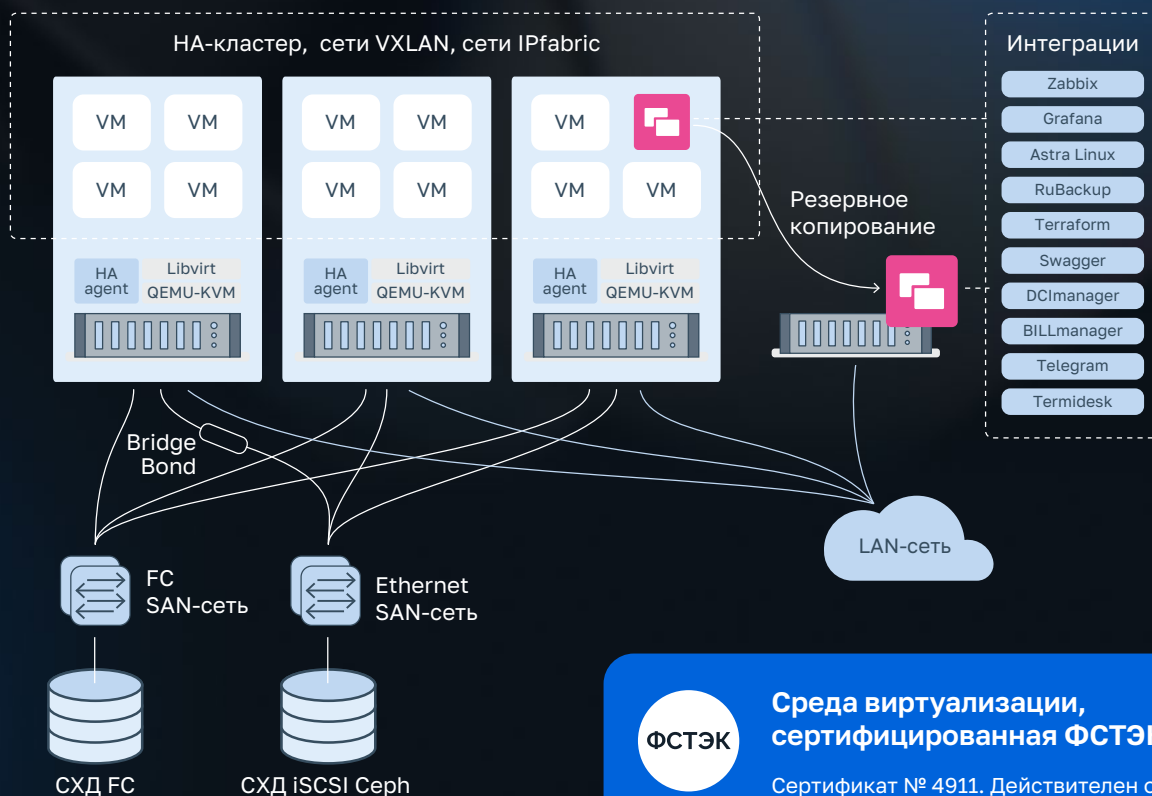 НА-кластер, сети VXLAN, сети IPfabric
VM VM
VM VM
VM VM
VM VM
VM
VM VM
HA agent
Libvirt
QEMU-KVM
HA agent
Libvirt
QEMU-KVM
HA agent
Libvirt
QEMU-KVM
Резервное
копирование
Интеграции
Zabbix
Grafana
Astra Linux
RuBackup
Terraform
Swagger
DCImanager
BILLmanager
Telegram
Termidesk
Bridge
Bond
LAN-сеть
FC
SAN-сеть
Ethernet
SAN-сеть
СХД FC
СХД iSCSI Ceph
ФСТЭК
Среда виртуализации,
сертифицированная ФСТЭК
Сертификат № 4911. Действителен с